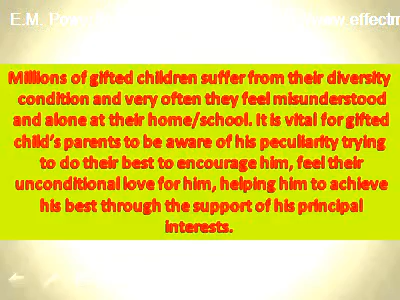 E.M. Pow
Millions of gifted children suffer from their diversity
condition and very often they feel misunderstood
and alone at their home/school. It is vital for gifted
child's parents to be aware of his peculiarity trying
to do their best to encourage him, feel their
unconditional love for him, helping him to achieve
his best through the support of his principal
interests.